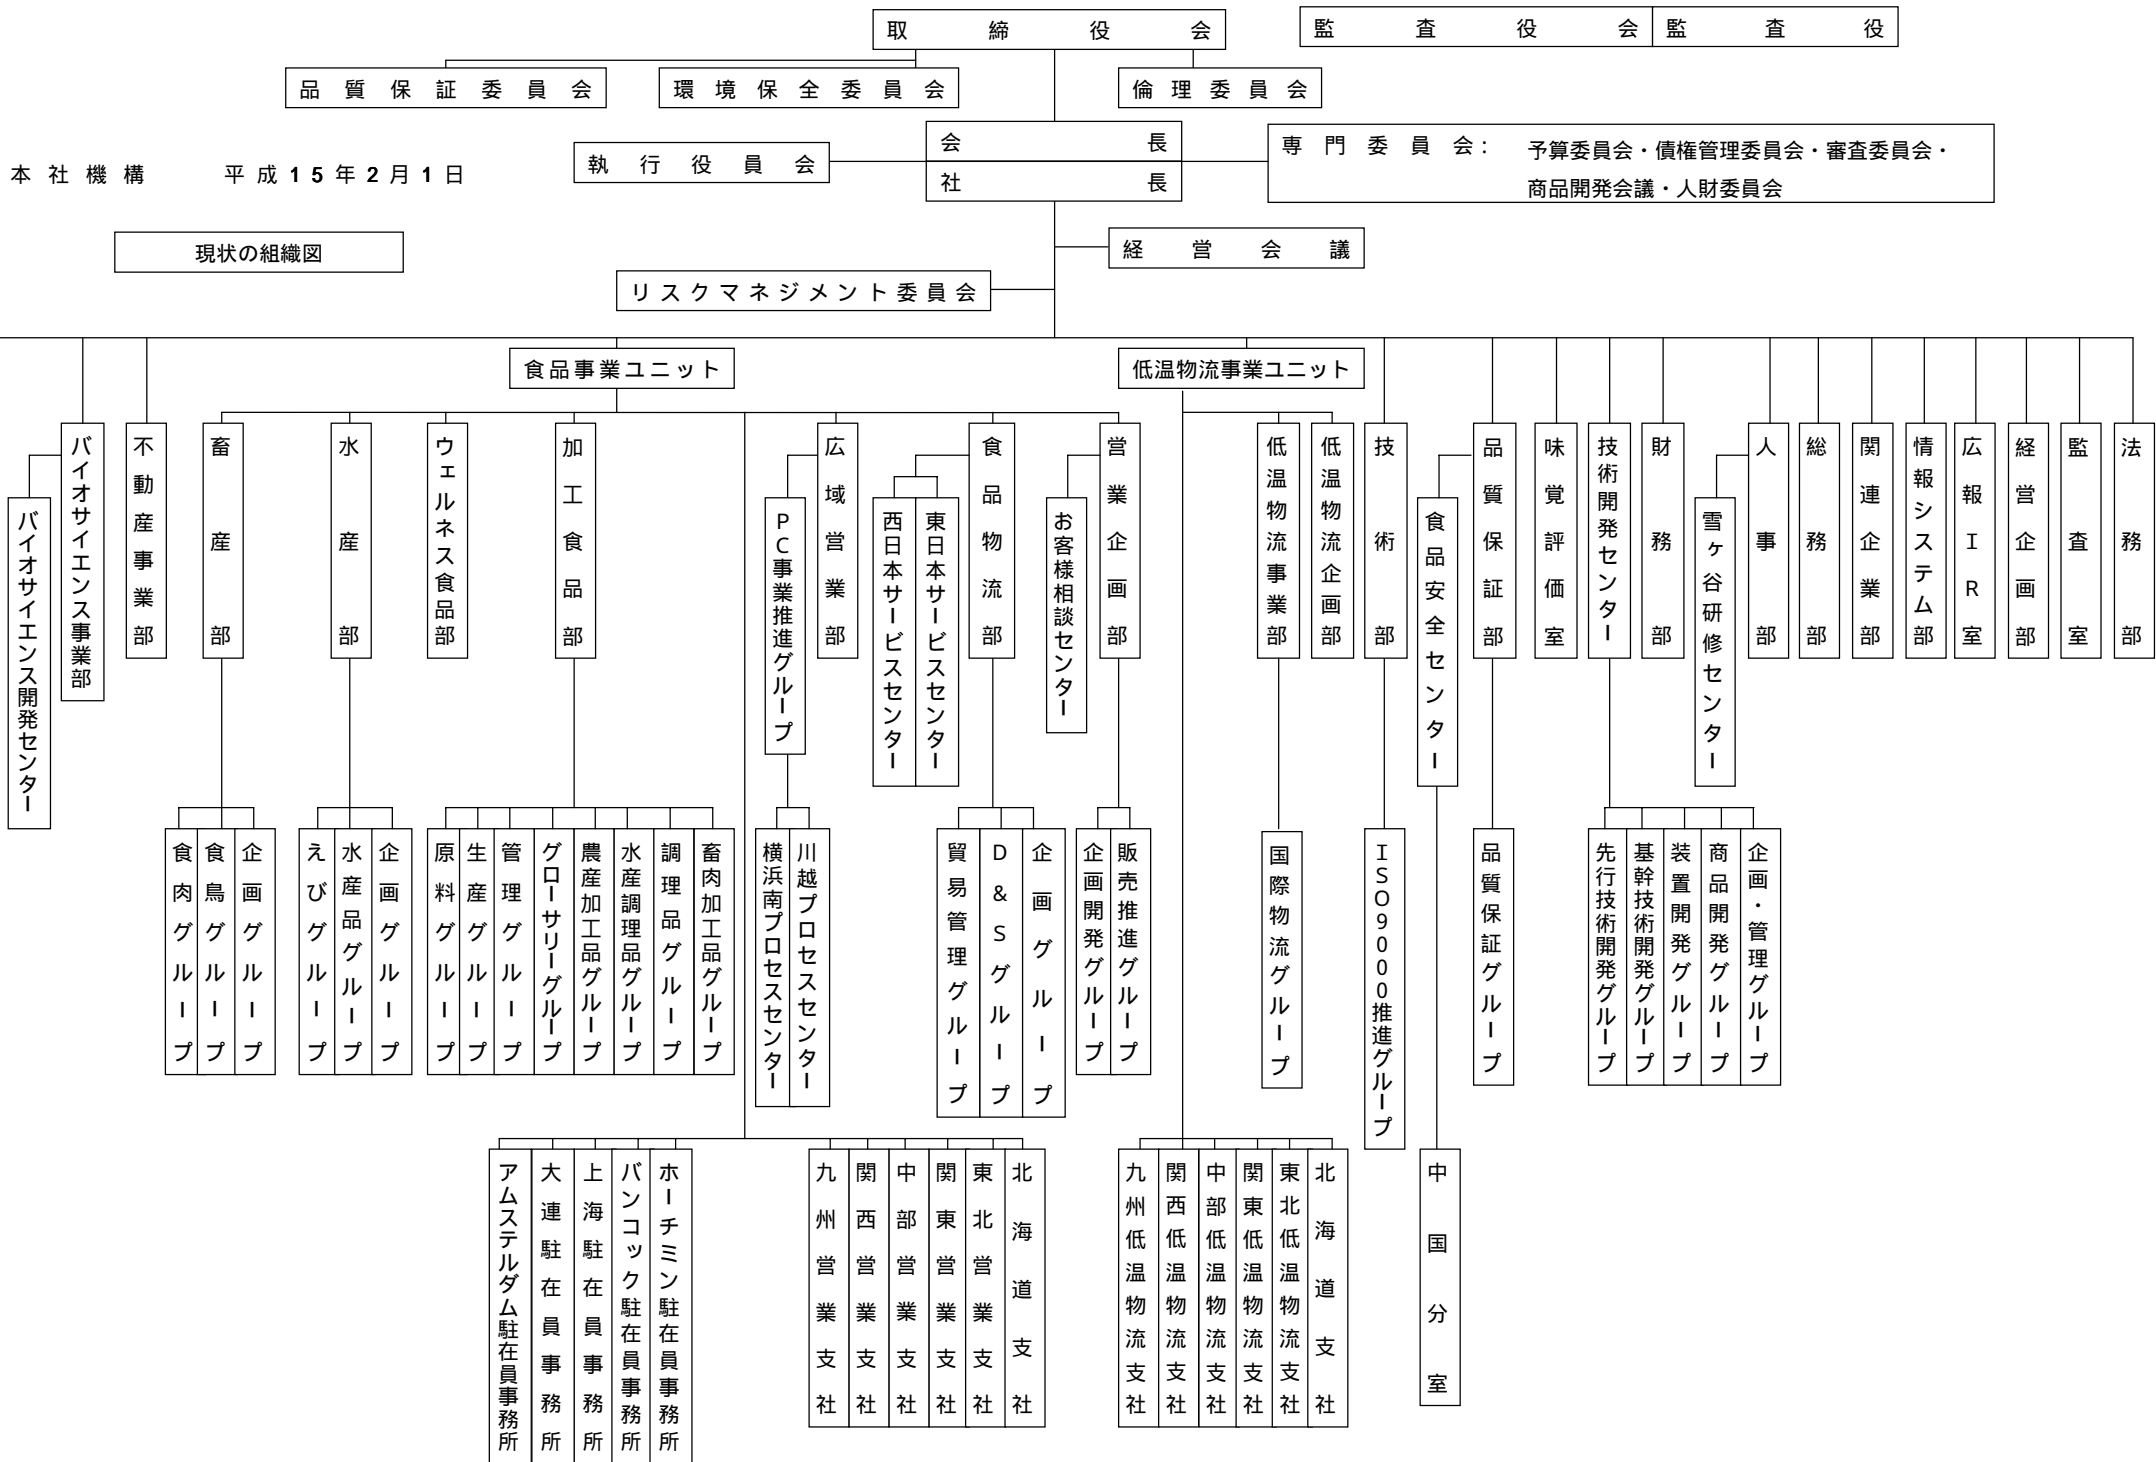 取締役会
監査役会
監査役
品質保証委員会
環境保全委員会
倫理委員会
会長
社長
執行役員会
専門委員会： 予算委員会・債権管理委員会・審査委員会・
商品開発会議・人財委員会
本社機構 平成15年2月1日
現状の組織図
経営会議
リスクマネジメント委員会
食品事業ユニット
低温物流事業ユニット
バイオサイエンス事業部
不動産事業部
畜産部
水産部
ウェルネス食品部
加工食品部
広域営業部
食品物流部
営業企画部
低温物流事業部
低温物流企画部
技術部
品質保証部
味覚評価室
技術開発センター
財務部
人事部
総務部
関連企業部
情報システム部
広報IR室
経営企画部
監査室
法務部
バイオサイエンス開発センター
PC事業推進グループ
西日本サービスセンター
東日本サービスセンター
お客様相談センター
食品安全センター
雪ヶ谷研修センター
食肉グループ
食鳥グループ
企画グループ
えびグループ
水産品グループ
企画グループ
原料グループ
生産グループ
管理グループ
グローサリーグループ
農産加工品グループ
水産調理品グループ
調理品グループ
畜肉加工品グループ
横浜南プロセスセンター
川越プロセスセンター
貿易管理グループ
D&Sグループ
企画グループ
企画開発グループ
販売推進グループ
国際物流グループ
ISO9000推進グループ
品質保証グループ
先行技術開発グループ
基幹技術開発グループ
装置開発グループ
商品開発グループ
企画・管理グループ
アムステルダム駐在員事務所
大連駐在員事務所
上海駐在員事務所
バンコック駐在員事務所
ホーチミン駐在員事務所
九州営業支社
関西営業支社
中部営業支社
関東営業支社
東北営業支社
北海道支社
九州低温物流支社
関西低温物流支社
中部低温物流支社
関東低温物流支社
東北低温物流支社
北海道支社
中国分室